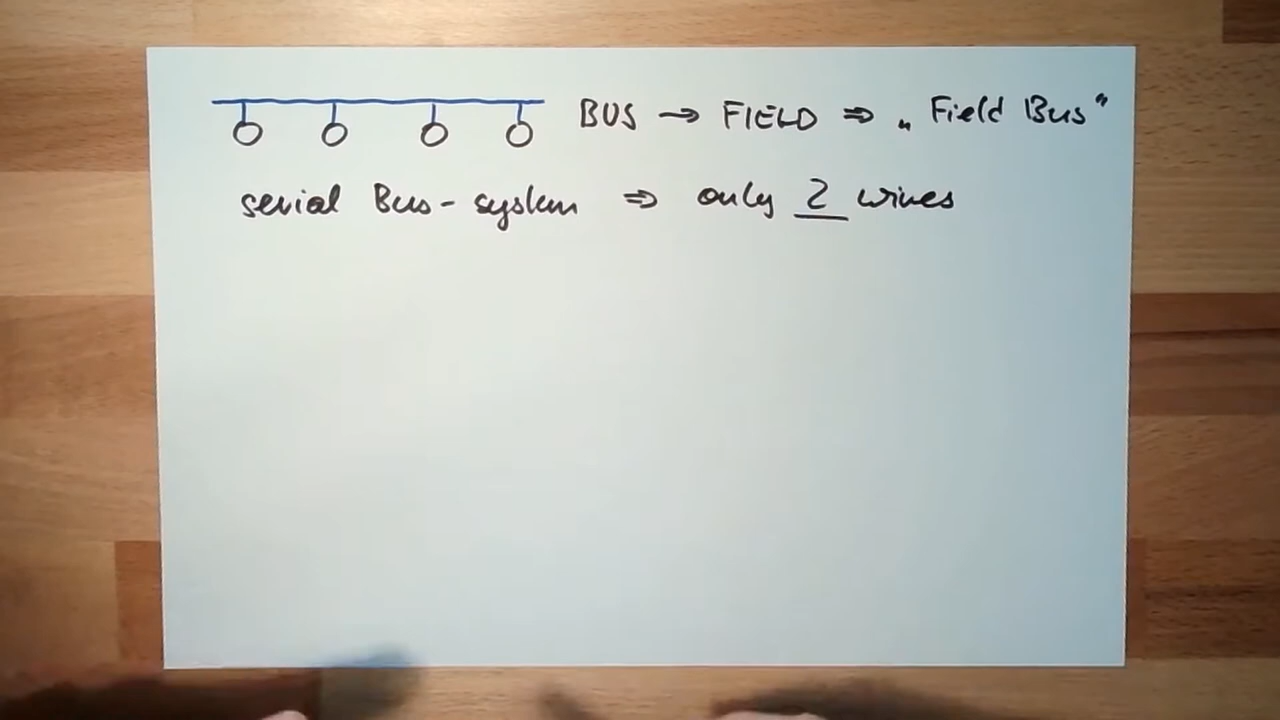 BUS → FIELD ⇒ „Field Bus“
serial Bus-system ⇒ only 2 wires